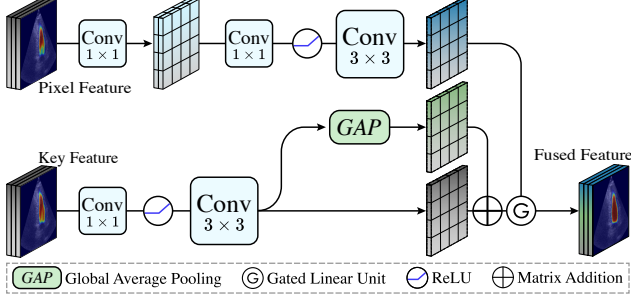 Conv
1 × 1
Conv
1 × 1
Conv
3 × 3
Pixel Feature
GAP
Key Feature
Fused Feature
Conv
1 × 1
Conv
3 × 3
G
GAP Global Average Pooling G Gated Linear Unit ReLU Matrix Addition